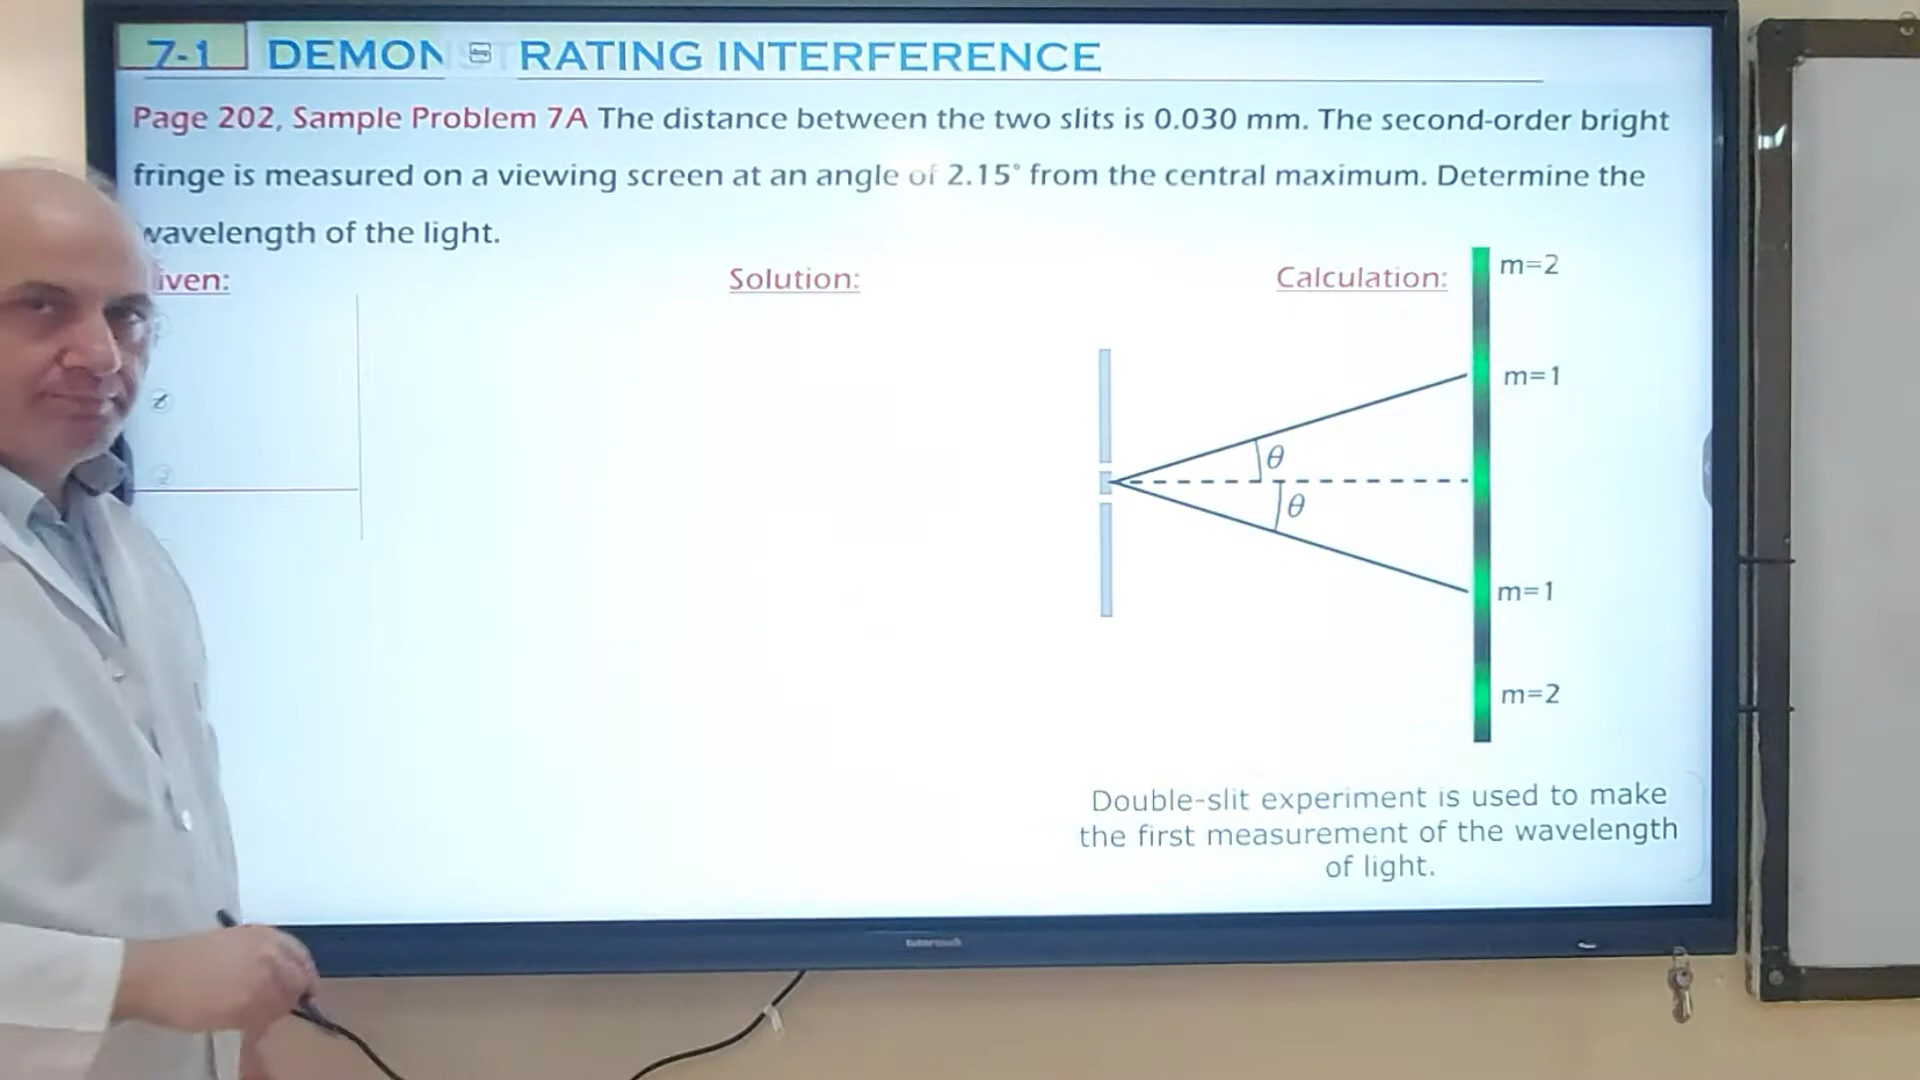 7-1 DEMON RATING INTERFERENCE
Page 202, Sample Problem 7A The distance between the two slits is 0.030 mm. The second-order bright
fringe is measured on a viewing screen at an angle of 2.15° from the central maximum. Determine the
wavelength of the light.
iven:
Solution:
Calculation:
m=2
m=1
θ
θ
m=1
m=2
Double-slit experiment is used to make
the first measurement of the wavelength
of light.